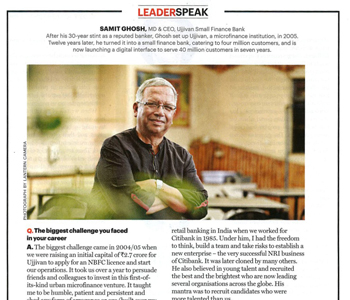 LEADERSPEAK
SAMIT GHOSH, MD & CEO, Ujjivan Small Finance Bank
After his 30-year stint as a reputed banker, Ghosh set up Ujjivan, a microfinance institution, in 2005.
Twelve years later, he turned it into a small finance bank, catering to four million customers, and is
now launching a digital interface to serve 40 million customers in seven years.
PHOTOGRAPH BY LANTERN CAMERA
Q. The biggest challenge you faced
in your career
A. The biggest challenge came in 2004/05 when
we were raising an initial capital of ₹2.7 crore for
Ujjivan to apply for an NBFC licence and start
our operations. It took us over a year to persuade
friends and colleagues to invest in this first-of-
its-kind urban microfinance venture. It taught
me to be humble, patient and persistent and
retail banking in India when we worked for
Citibank in 1985. Under him, I had the freedom
to think, build a team and take risks to establish a
new enterprise – the very successful NRI business
of Citibank. It was later cloned by many others.
He also believed in young talent and recruited
the best and the brightest who are now leading
several organisations across the globe. His
mantra was to recruit candidates who were
more talented than us.